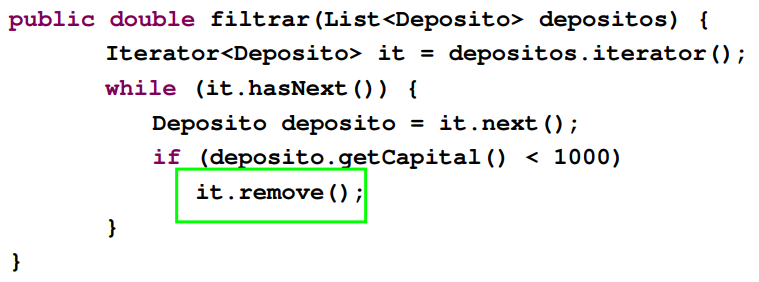 public double filtrar(List<Deposito> depositos) {
Iterator<Deposito> it = depositos.iterator();
while (it.hasNext()) {
Deposito deposito = it.next();
if (deposito.getCapital() < 1000)
it.remove();
}
}